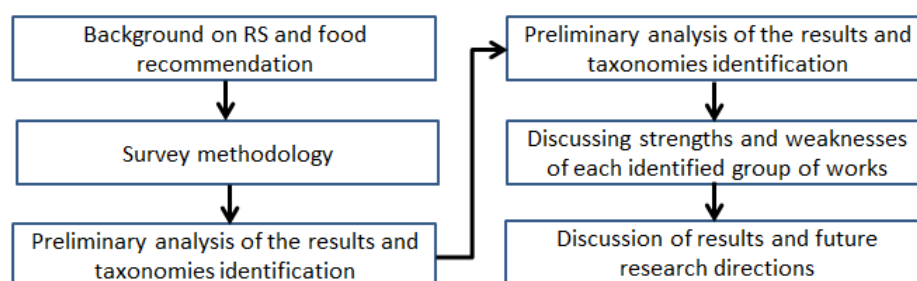 Background on RS and food
recommendation
Survey methodology
Preliminary analysis of the results and
taxonomies identification
Preliminary analysis of the results and
taxonomies identification
Discussing strengths and weaknesses
of each identified group of works
Discussion of results and future
research directions